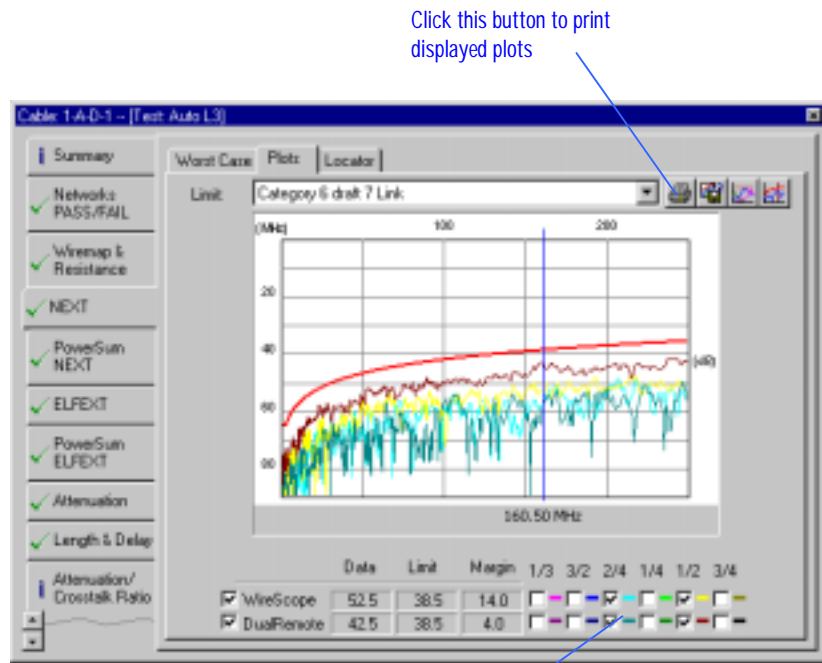 Click this button to print
displayed plots
Cable: 1-A-D-1 -- [Test: Auto L3]
Summary
Networks
PASS/FAIL
Wiremap &
Resistance
NEXT
PowerSum
NEXT
ELFEXT
PowerSum
ELFEXT
Attenuation
Length & Delay
Attenuation/
Crosstalk Ratio
Worst Case Plots Locator
Limit: Category 6 draft 7 Link
(MHz) 100 200
20
40
(dB)
60
80
160.50 MHz
Data Limit Margin 1/3 3/2 2/4 1/4 1/2 3/4
WireScope 52.5 38.5 14.0
DualRemote 42.5 38.5 4.0